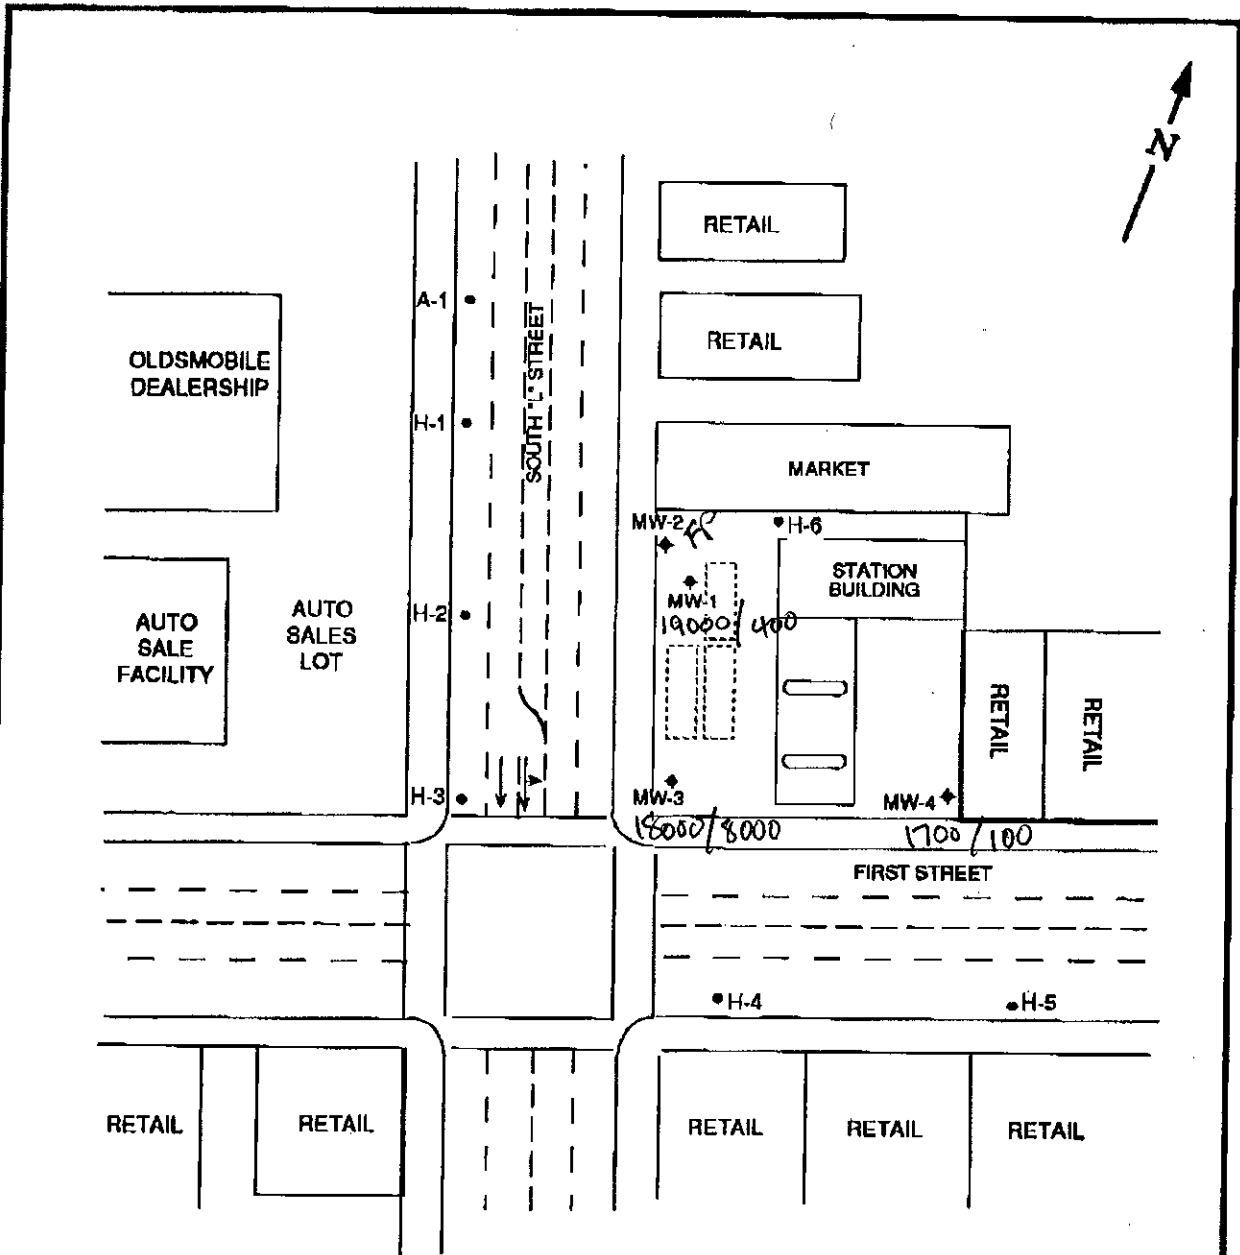 N
RETAIL
A-1
SOUTH "L" STREET
RETAIL
OLDSMOBILE
DEALERSHIP
H-1
MARKET
MW-2 FP
H-6
STATION
BUILDING
MW-1
19000/400
AUTO
SALE
FACILITY
AUTO
SALES
LOT
H-2
RETAIL
RETAIL
H-3
MW-3
18000/8000
MW-4
1700/100
FIRST STREET
H-4
H-5
RETAIL
RETAIL
RETAIL
RETAIL
RETAIL